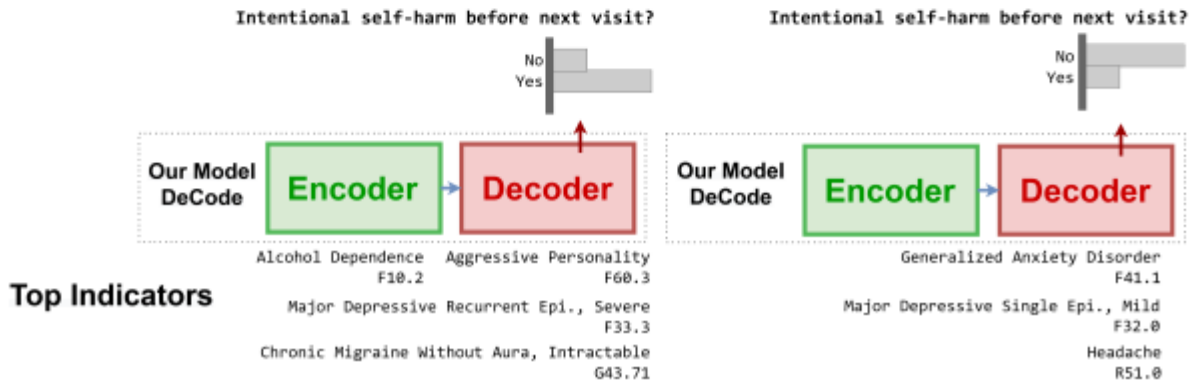 Intentional self-harm before next visit?
No
Yes
Our Model
DeCode
Encoder
Decoder
Alcohol Dependence
F10.2
Aggressive Personality
F60.3
Major Depressive Recurrent Epi., Severe
F33.3
Chronic Migraine Without Aura, Intractable
G43.71
Top Indicators
Intentional self-harm before next visit?
No
Yes
Our Model
DeCode
Encoder
Decoder
Generalized Anxiety Disorder
F41.1
Major Depressive Single Epi., Mild
F32.0
Headache
R51.0